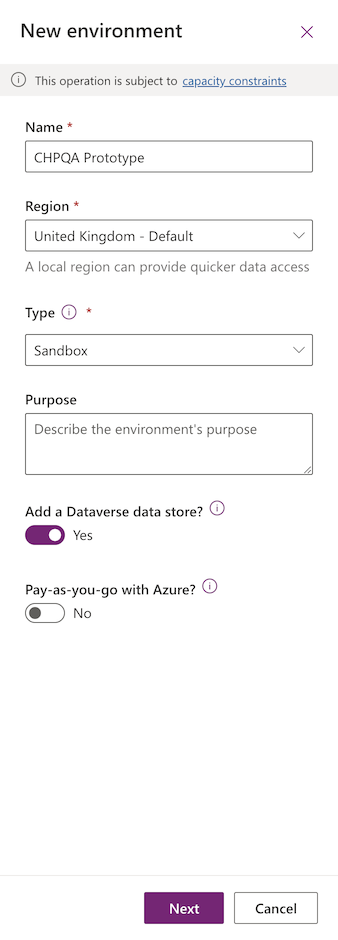 New environment
This operation is subject to capacity constraints
Name *
CHPQA Prototype
Region *
United Kingdom - Default
A local region can provide quicker data access
Type *
Sandbox
Purpose
Describe the environment's purpose
Add a Dataverse data store?
Yes
Pay-as-you-go with Azure?
No
Next Cancel